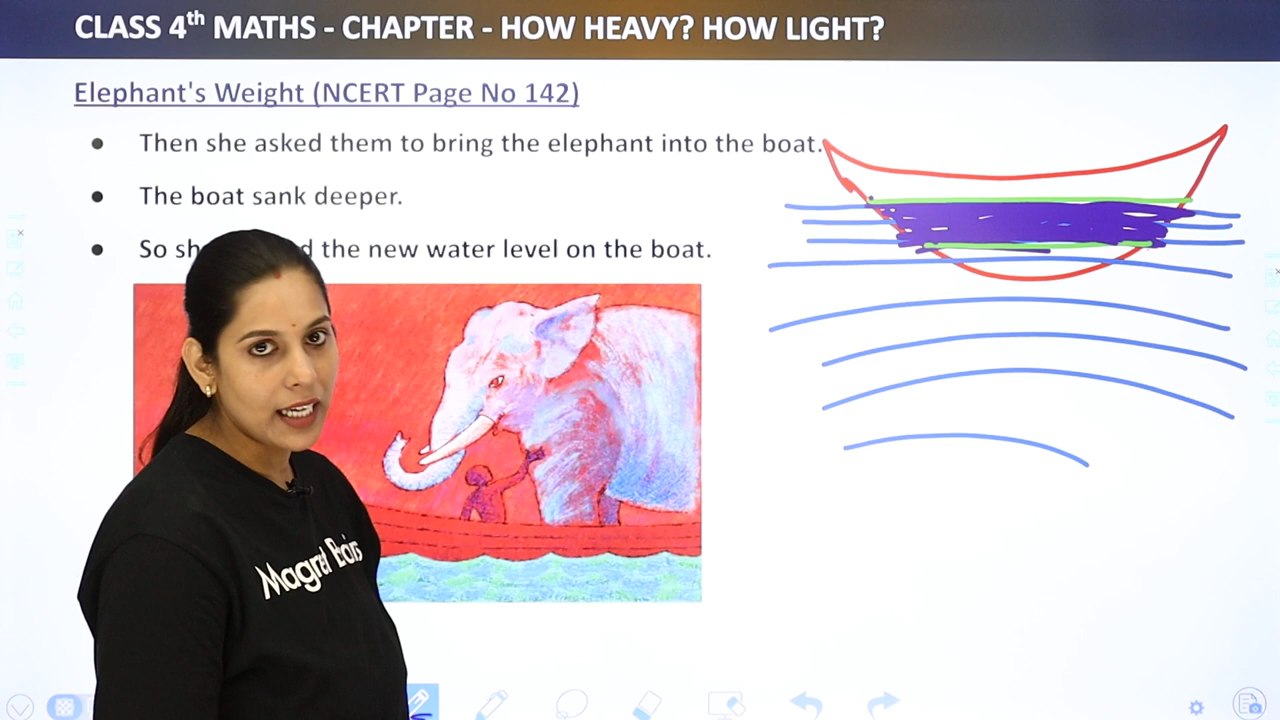 CLASS 4th MATHS - CHAPTER - HOW HEAVY? HOW LIGHT?
Elephant's Weight (NCERT Page No 142)
● Then she asked them to bring the elephant into the boat.
● The boat sank deeper.
● So the new water level on the boat.
Magnet Brains